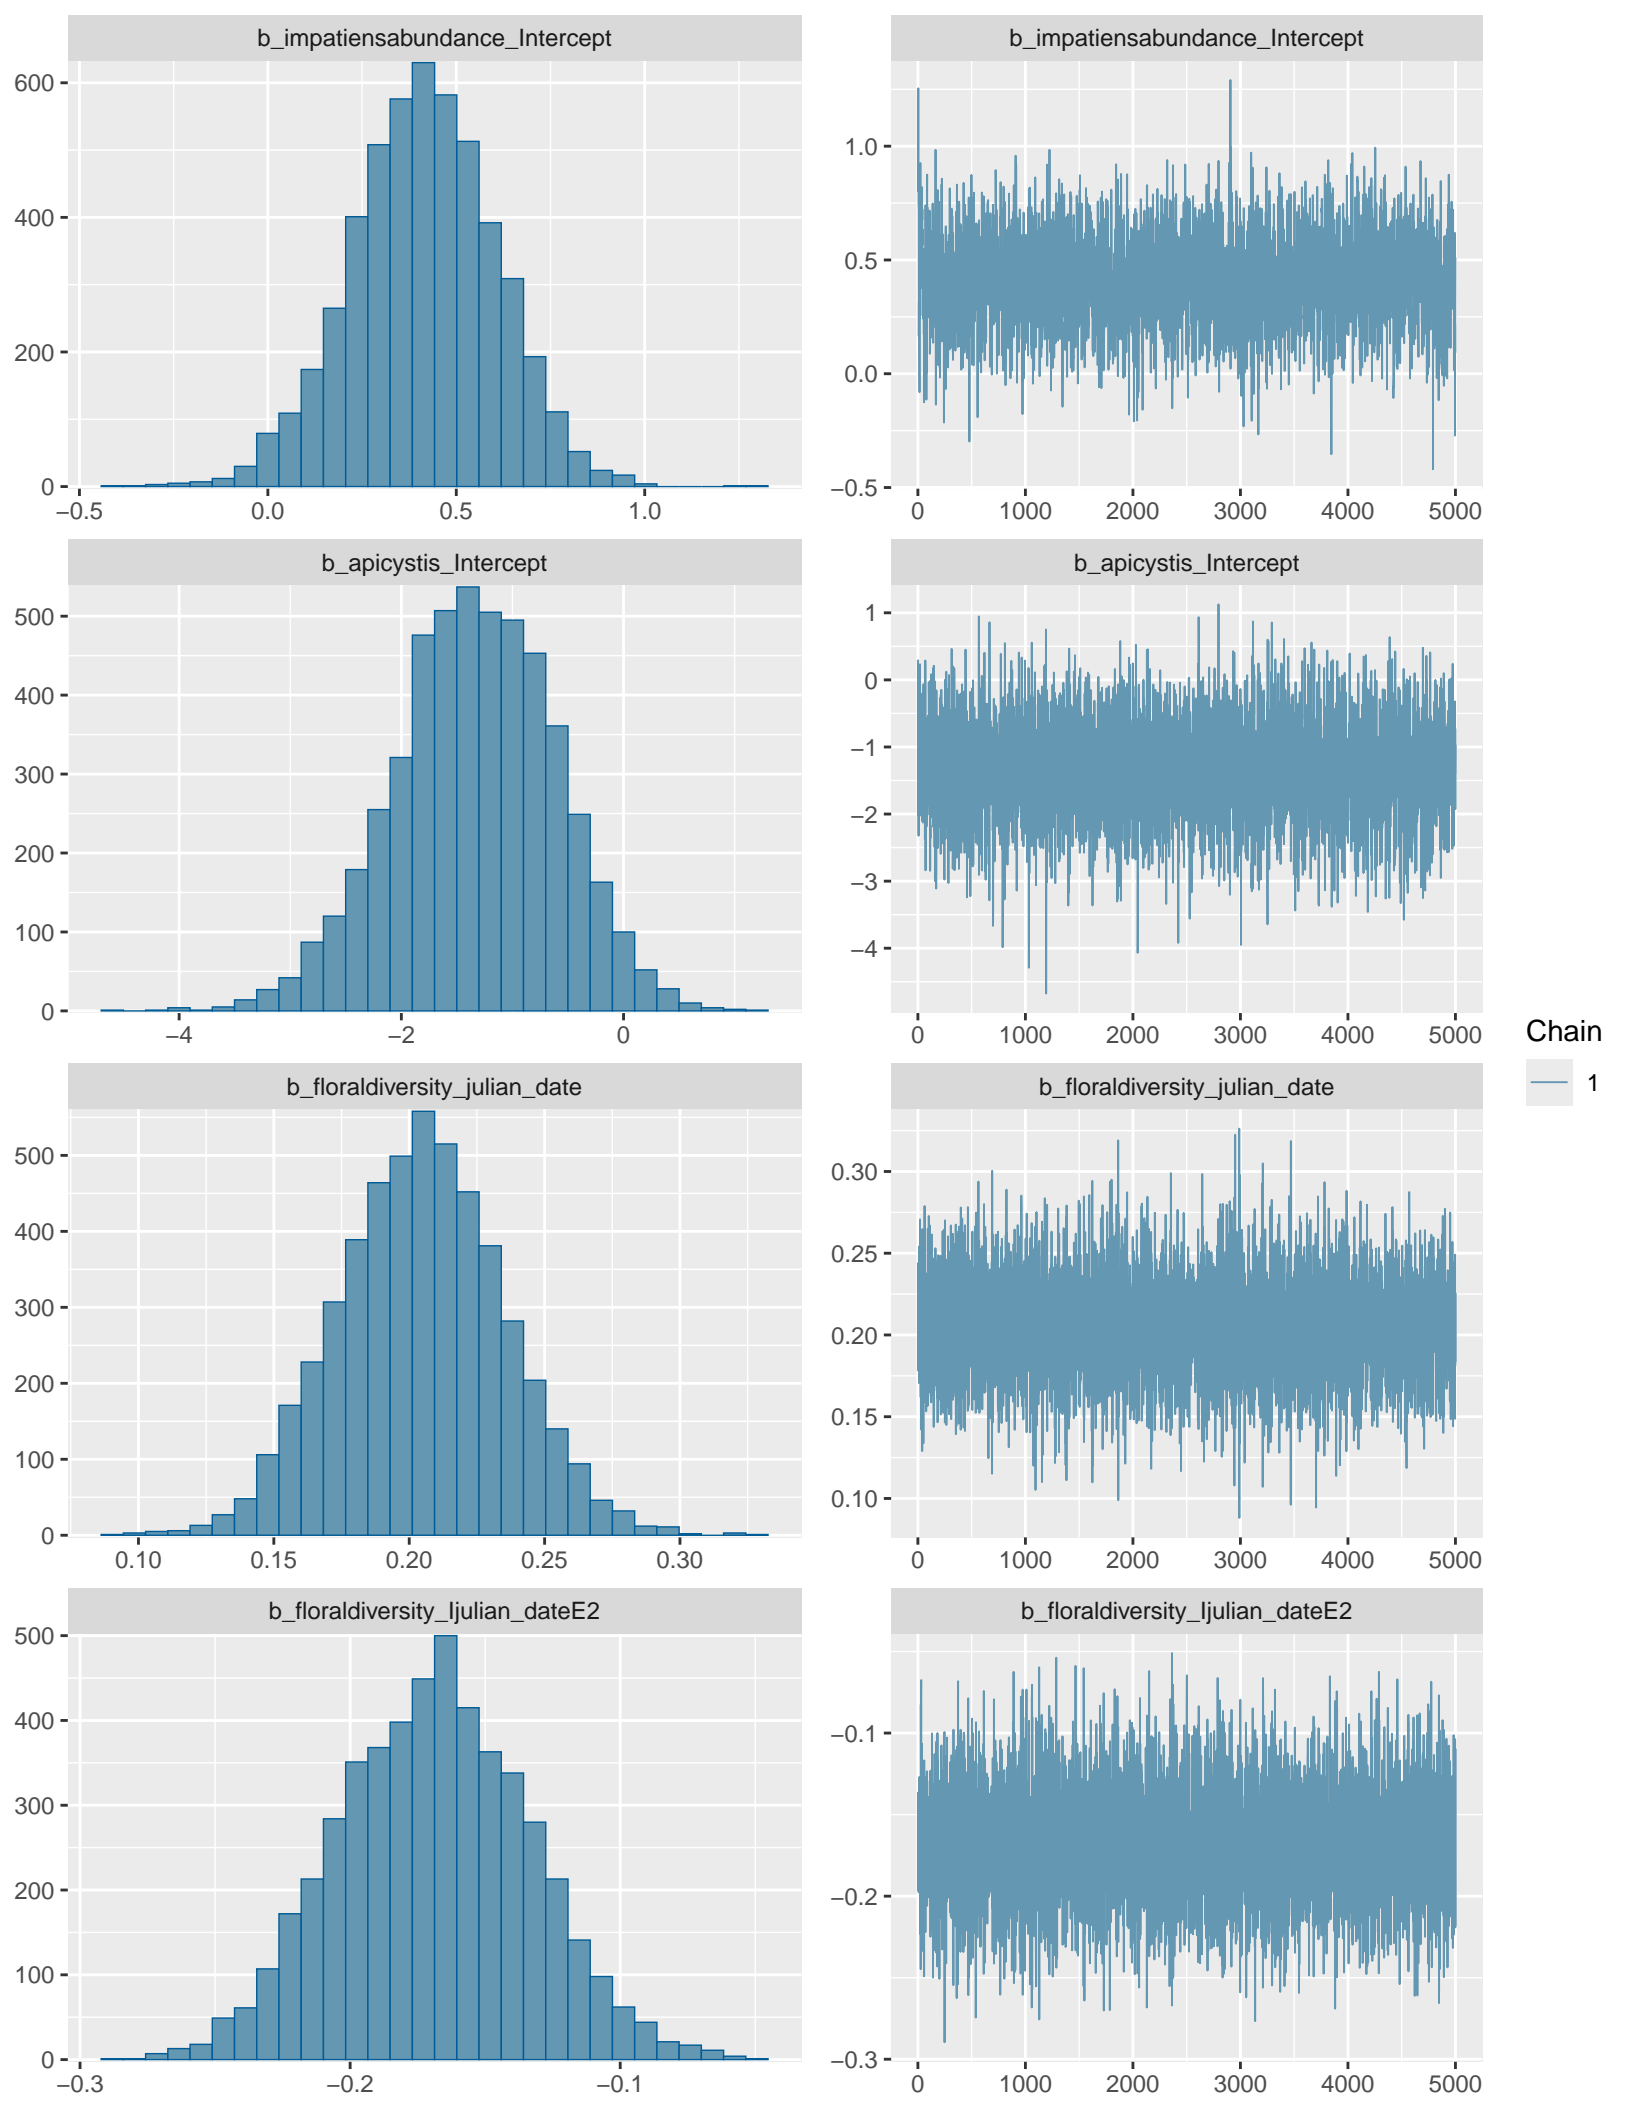 b_impatiensabundance_Intercept
b_impatiensabundance_Intercept
600
400
200
0
−0.5 0.0 0.5 1.0
1.0
0.5
0.0
−0.5
0 1000 2000 3000 4000 5000
b_apicystis_Intercept
b_apicystis_Intercept
500
400
300
200
100
0
−4 −2 0
1
0
−1
−2
−3
−4
0 1000 2000 3000 4000 5000
b_floraldiversity_julian_date
b_floraldiversity_julian_date
500
400
300
200
100
0
0.10 0.15 0.20 0.25 0.30
0.30
0.25
0.20
0.15
0.10
0 1000 2000 3000 4000 5000
b_floraldiversity_Ijulian_dateE2
b_floraldiversity_Ijulian_dateE2
500
400
300
200
100
0
−0.3 −0.2 −0.1
−0.1
−0.2
−0.3
0 1000 2000 3000 4000 5000
Chain
1